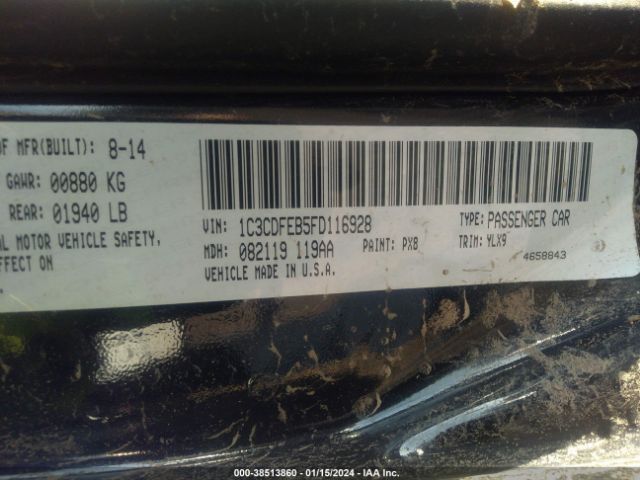 OF MFR(BUILT): 8-14
GAWR: 00880 KG
REAR: 01940 LB
AL MOTOR VEHICLE SAFETY,
EFFECT ON
VIN: 1C3CDFEB5FD116928
TYPE: PASSENGER CAR
MDH: 082119 119AA
PAINT: PX8
TRIM: YLX9
VEHICLE MADE IN U.S.A.
4658843
000-38513860 - 01/15/2024 - IAA Inc.